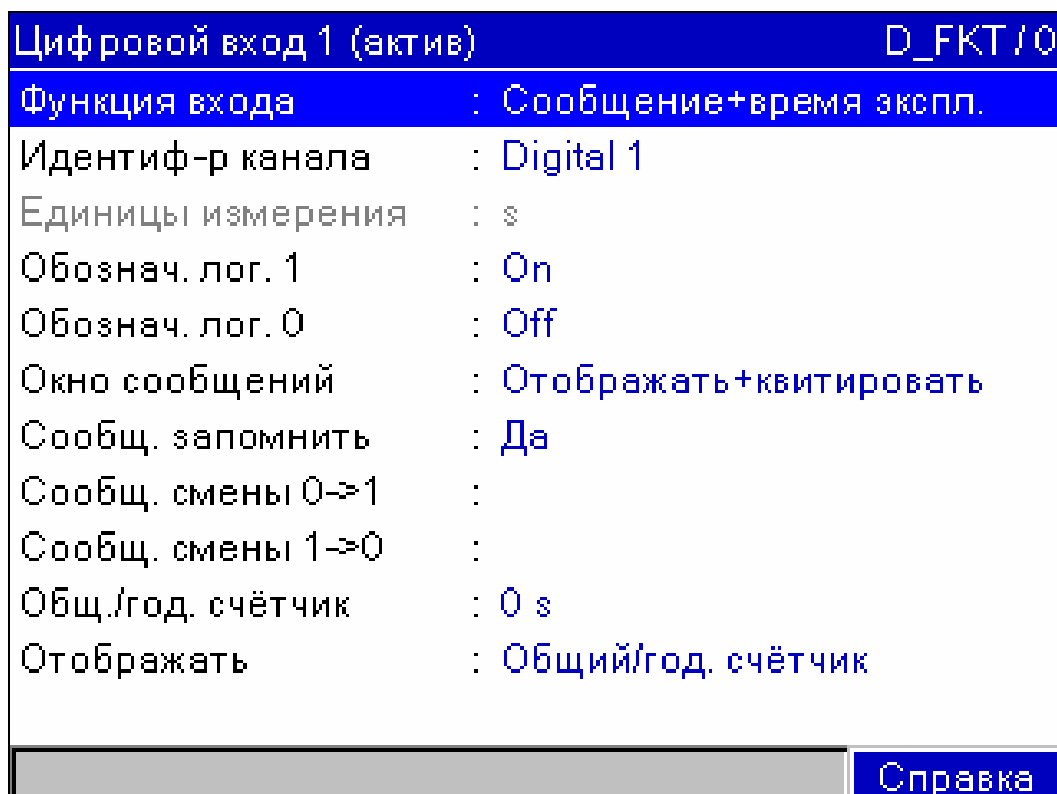 Цифровой вход 1 (актив) D_FKT / 0
Функция входа : Сообщение+время экспл.
Идентиф-р канала : Digital 1
Единицы измерения : s
Обознач. лог. 1 : On
Обознач. лог. 0 : Off
Окно сообщений : Отображать+квитировать
Сообщ. запомнить : Да
Сообщ. смены 0->1 :
Сообщ. смены 1->0 :
Общ./год. счётчик : 0 s
Отображать : Общий/год. счётчик
Справка